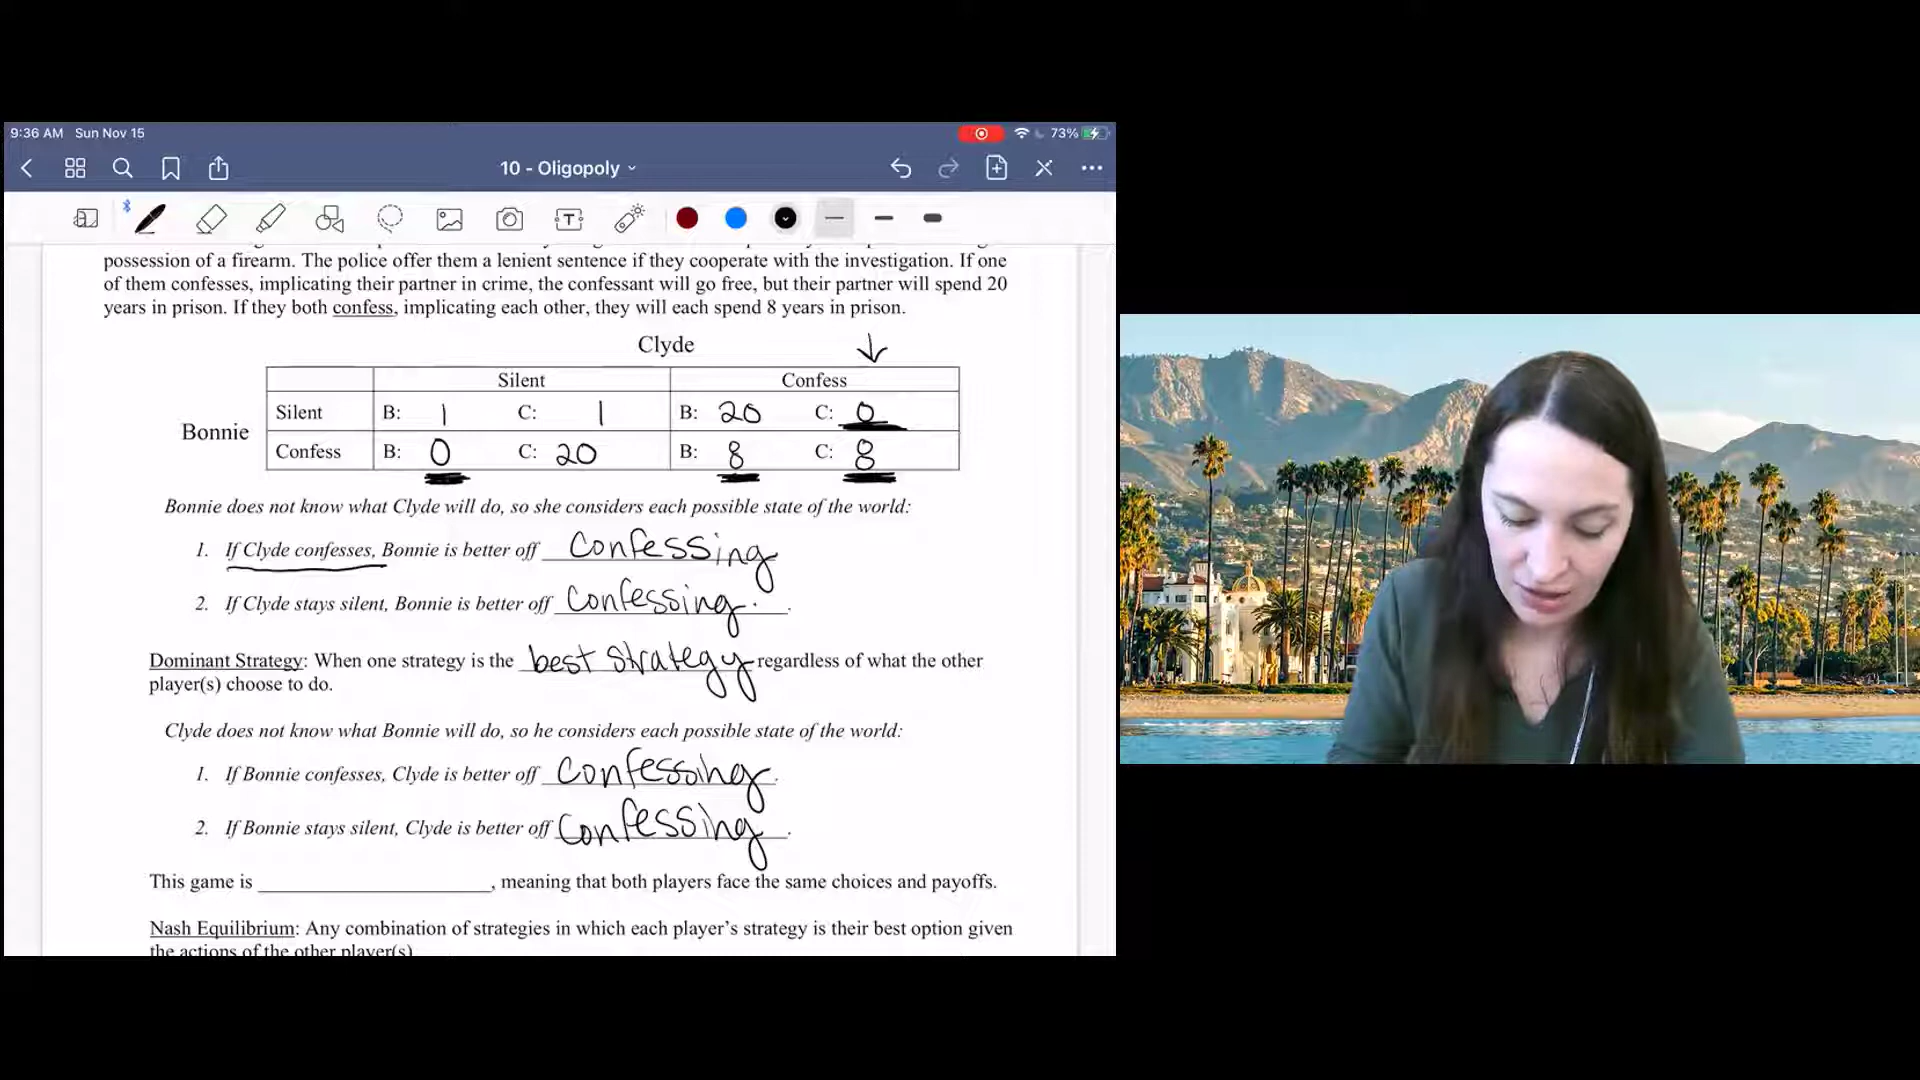 9:36 AM Sun Nov 15 73%
10 - Oligopoly
possession of a firearm. The police offer them a lenient sentence if they cooperate with the investigation. If one
of them confesses, implicating their partner in crime, the confessant will go free, but their partner will spend 20
years in prison. If they both confess, implicating each other, they will each spend 8 years in prison.
Clyde
Silent Confess
Silent B: 1 C: 1 B: 20 C: 0
Bonnie
Confess B: 0 C: 20 B: 8 C: 8
Bonnie does not know what Clyde will do, so she considers each possible state of the world:
1. If Clyde confesses, Bonnie is better off confessing
2. If Clyde stays silent, Bonnie is better off confessing.
Dominant Strategy: When one strategy is the best strategy regardless of what the other
player(s) choose to do.
Clyde does not know what Bonnie will do, so he considers each possible state of the world:
1. If Bonnie confesses, Clyde is better off confessing.
2. If Bonnie stays silent, Clyde is better off confessing.
This game is ______________________, meaning that both players face the same choices and payoffs.
Nash Equilibrium: Any combination of strategies in which each player's strategy is their best option given
the actions of the other player(s)